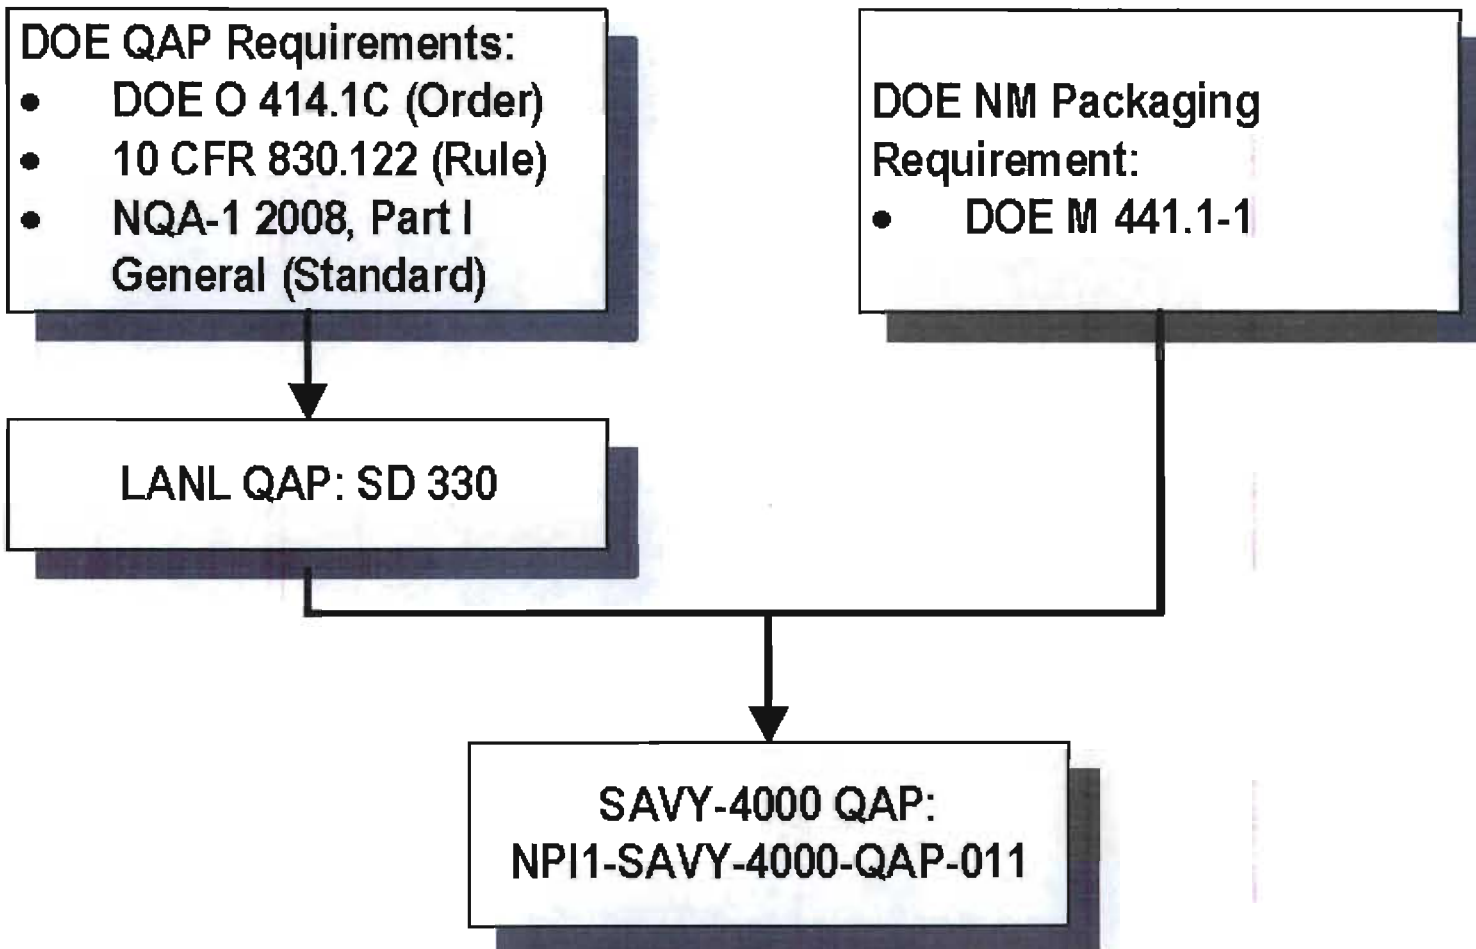 DOE QAP Requirements:
• DOE O 414.1C (Order)
• 10 CFR 830.122 (Rule)
• NQA-1 2008, Part I
General (Standard)
DOE NM Packaging
Requirement:
• DOE M 441.1-1
LANL QAP: SD 330
SAVY-4000 QAP:
NPI1-SAVY-4000-QAP-011